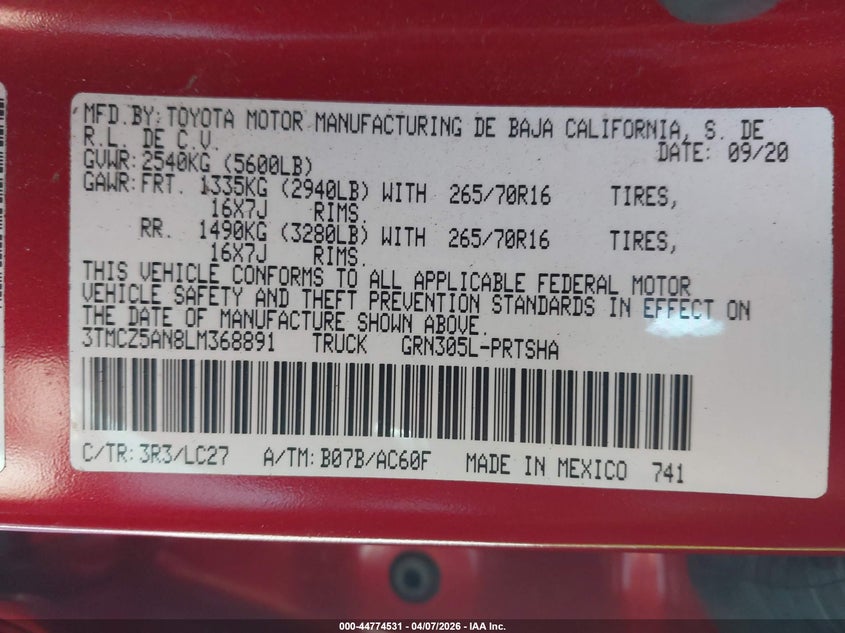 MFD.BY: TOYOTA MOTOR MANUFACTURING DE BAJA CALIFORNIA, S. DE
R.L. DE C.V. DATE: 09/20
GVWR: 2540KG (5600LB)
GAWR: FRT. 1335KG (2940LB) WITH 265/70R16 TIRES,
16X7J RIMS.
RR. 1490KG (3280LB) WITH 265/70R16 TIRES,
16X7J RIMS.
THIS VEHICLE CONFORMS TO ALL APPLICABLE FEDERAL MOTOR
VEHICLE SAFETY AND THEFT PREVENTION STANDARDS IN EFFECT ON
THE DATE OF MANUFACTURE SHOWN ABOVE.
3TMCZ5AN8LM368891 TRUCK GRN305L-PRTSHA
C/TR: 3R3/LC27 A/TM: B07B/AC60F MADE IN MEXICO 741
000-44774531 - 04/07/2026 - IAA Inc.